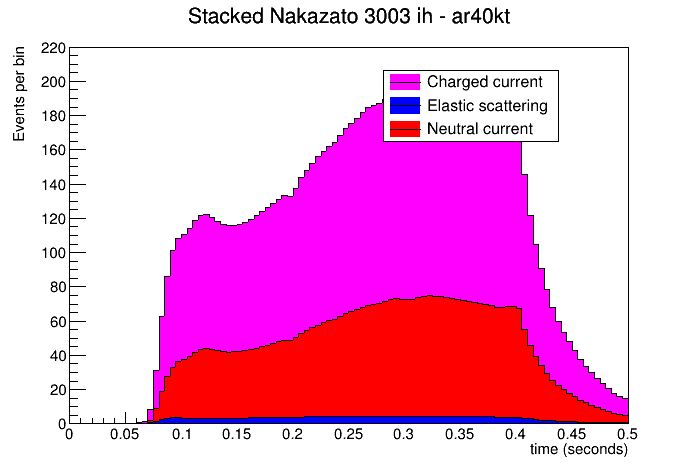 Stacked Nakazato 3003 ih - ar40kt
Events per bin
220
200
180
160
140
120
100
80
60
40
20
0
Charged current
Elastic scattering
Neutral current
0 0.05 0.1 0.15 0.2 0.25 0.3 0.35 0.4 0.45 0.5
time (seconds)